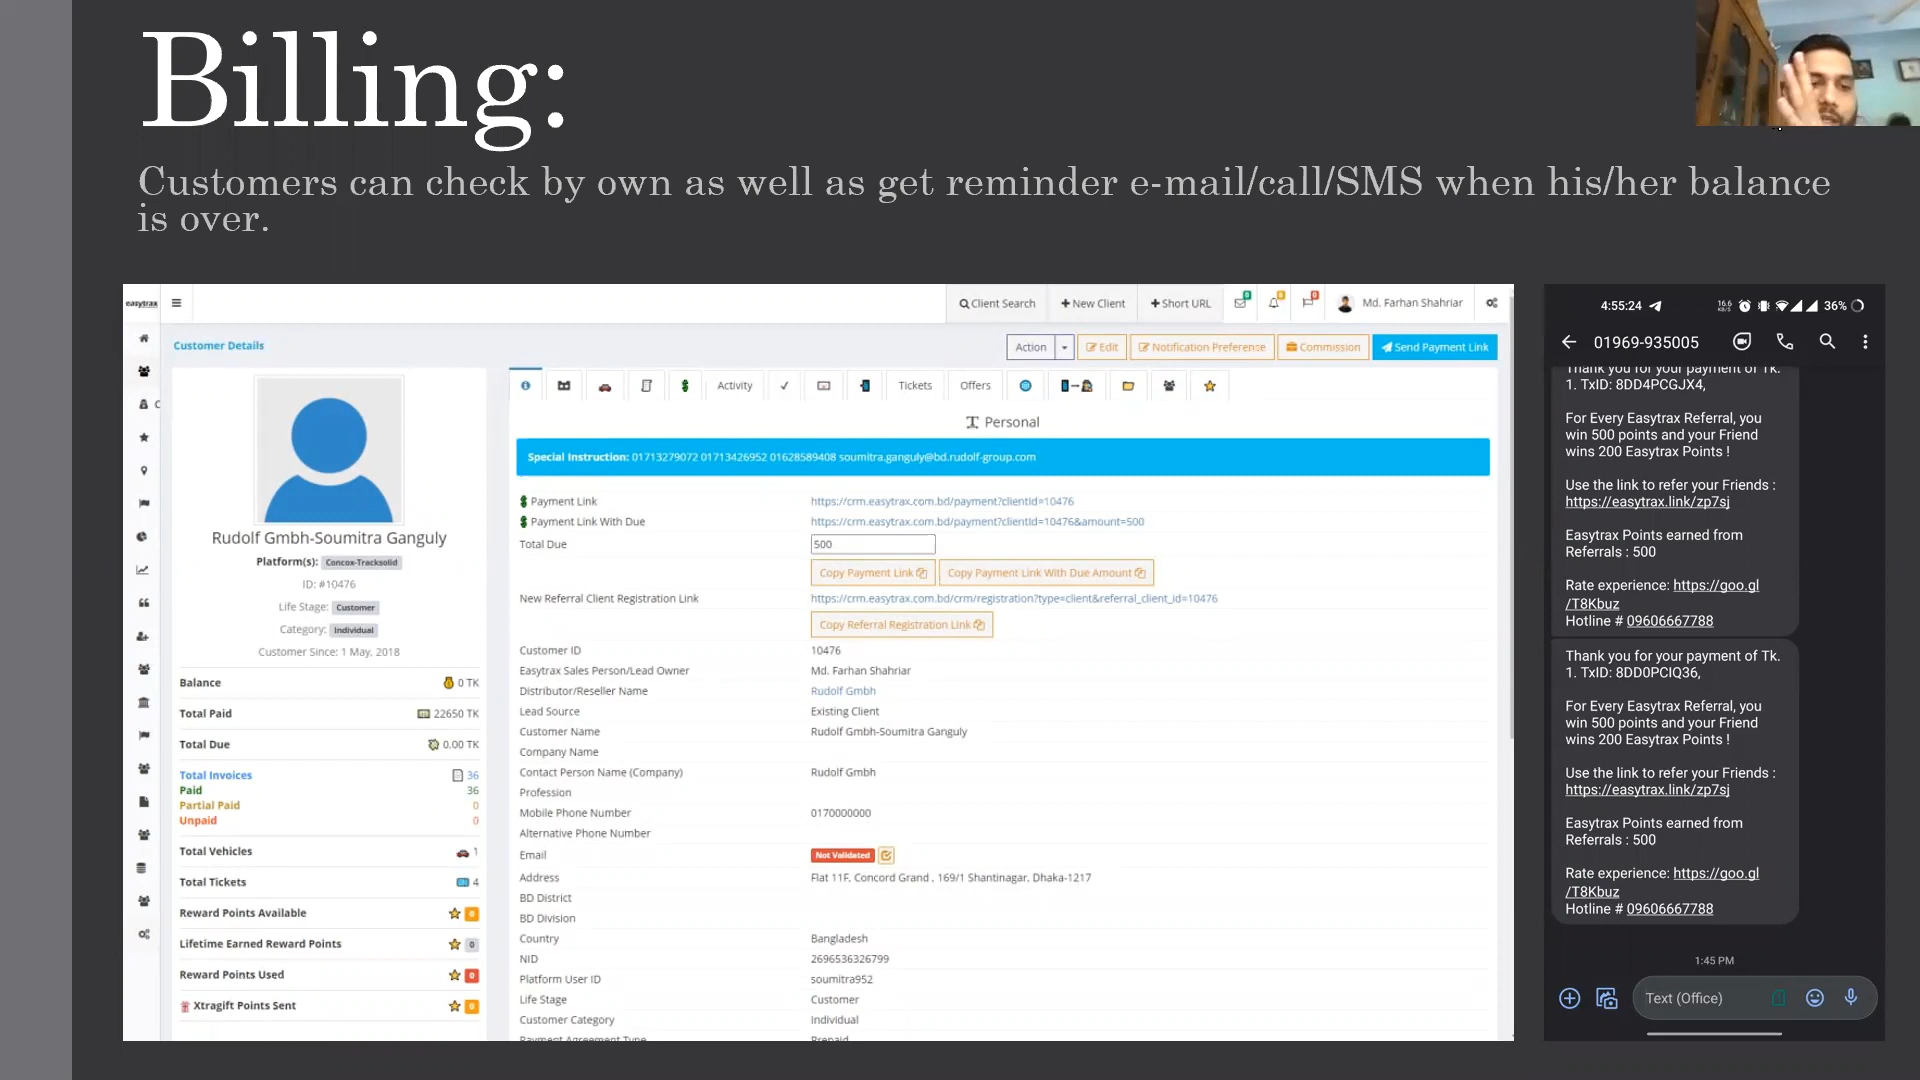 Billing:
Customers can check by own as well as get reminder e-mail/call/SMS when his/her balance
is over.
easytrax
Client Search
New Client
Short URL
0
0
0
Md. Farhan Shahriar
Customer Details
Action
Edit
Notification Preference
Commission
Send Payment Link
Rudolf Gmbh-Soumitra Ganguly
Platform(s): Concox-Tracksolid
ID: #10476
Life Stage: Customer
Category: Individual
Customer Since: 1 May, 2018
Balance 0 TK
Total Paid 22650 TK
Total Due 0.00 TK
Total Invoices 36
Paid 36
Partial Paid 0
Unpaid 0
Total Vehicles 1
Total Tickets 4
Reward Points Available 0
Lifetime Earned Reward Points 0
Reward Points Used 0
Xtragift Points Sent 0
Activity
Tickets
Offers
Personal
Special Instruction: 01713279072 01713426952 01628589408 soumitra.ganguly@bd.rudolf-group.com
Payment Link https://crm.easytrax.com.bd/payment?clientId=10476
Payment Link With Due https://crm.easytrax.com.bd/payment?clientId=10476&amount=500
Total Due 500
Copy Payment Link Copy Payment Link With Due Amount
New Referral Client Registration Link https://crm.easytrax.com.bd/crm/registration?type=client&referral_client_id=10476
Copy Referral Registration Link
Customer ID 10476
Easytrax Sales Person/Lead Owner Md. Farhan Shahriar
Distributor/Reseller Name Rudolf Gmbh
Lead Source Existing Client
Customer Name Rudolf Gmbh-Soumitra Ganguly
Company Name
Contact Person Name (Company) Rudolf Gmbh
Profession
Mobile Phone Number 0170000000
Alternative Phone Number
Email Not Validated
Address Flat 11F, Concord Grand , 169/1 Shantinagar, Dhaka-1217
BD District
BD Division
Country Bangladesh
NID 2696536326799
Platform User ID soumitra952
Life Stage Customer
Customer Category Individual
Payment Agreement Type Prepaid
4:55:24
16.6
KB/S
36%
01969-935005
Thank you for your payment of Tk.
1. TxID: 8DD4PCGJX4,
For Every Easytrax Referral, you
win 500 points and your Friend
wins 200 Easytrax Points !
Use the link to refer your Friends :
https://easytrax.link/zp7sj
Easytrax Points earned from
Referrals : 500
Rate experience: https://goo.gl
/T8Kbuz
Hotline # 09606667788
Thank you for your payment of Tk.
1. TxID: 8DD0PCIQ36,
For Every Easytrax Referral, you
win 500 points and your Friend
wins 200 Easytrax Points !
Use the link to refer your Friends :
https://easytrax.link/zp7sj
Easytrax Points earned from
Referrals : 500
Rate experience: https://goo.gl
/T8Kbuz
Hotline # 09606667788
1:45 PM
Text (Office)